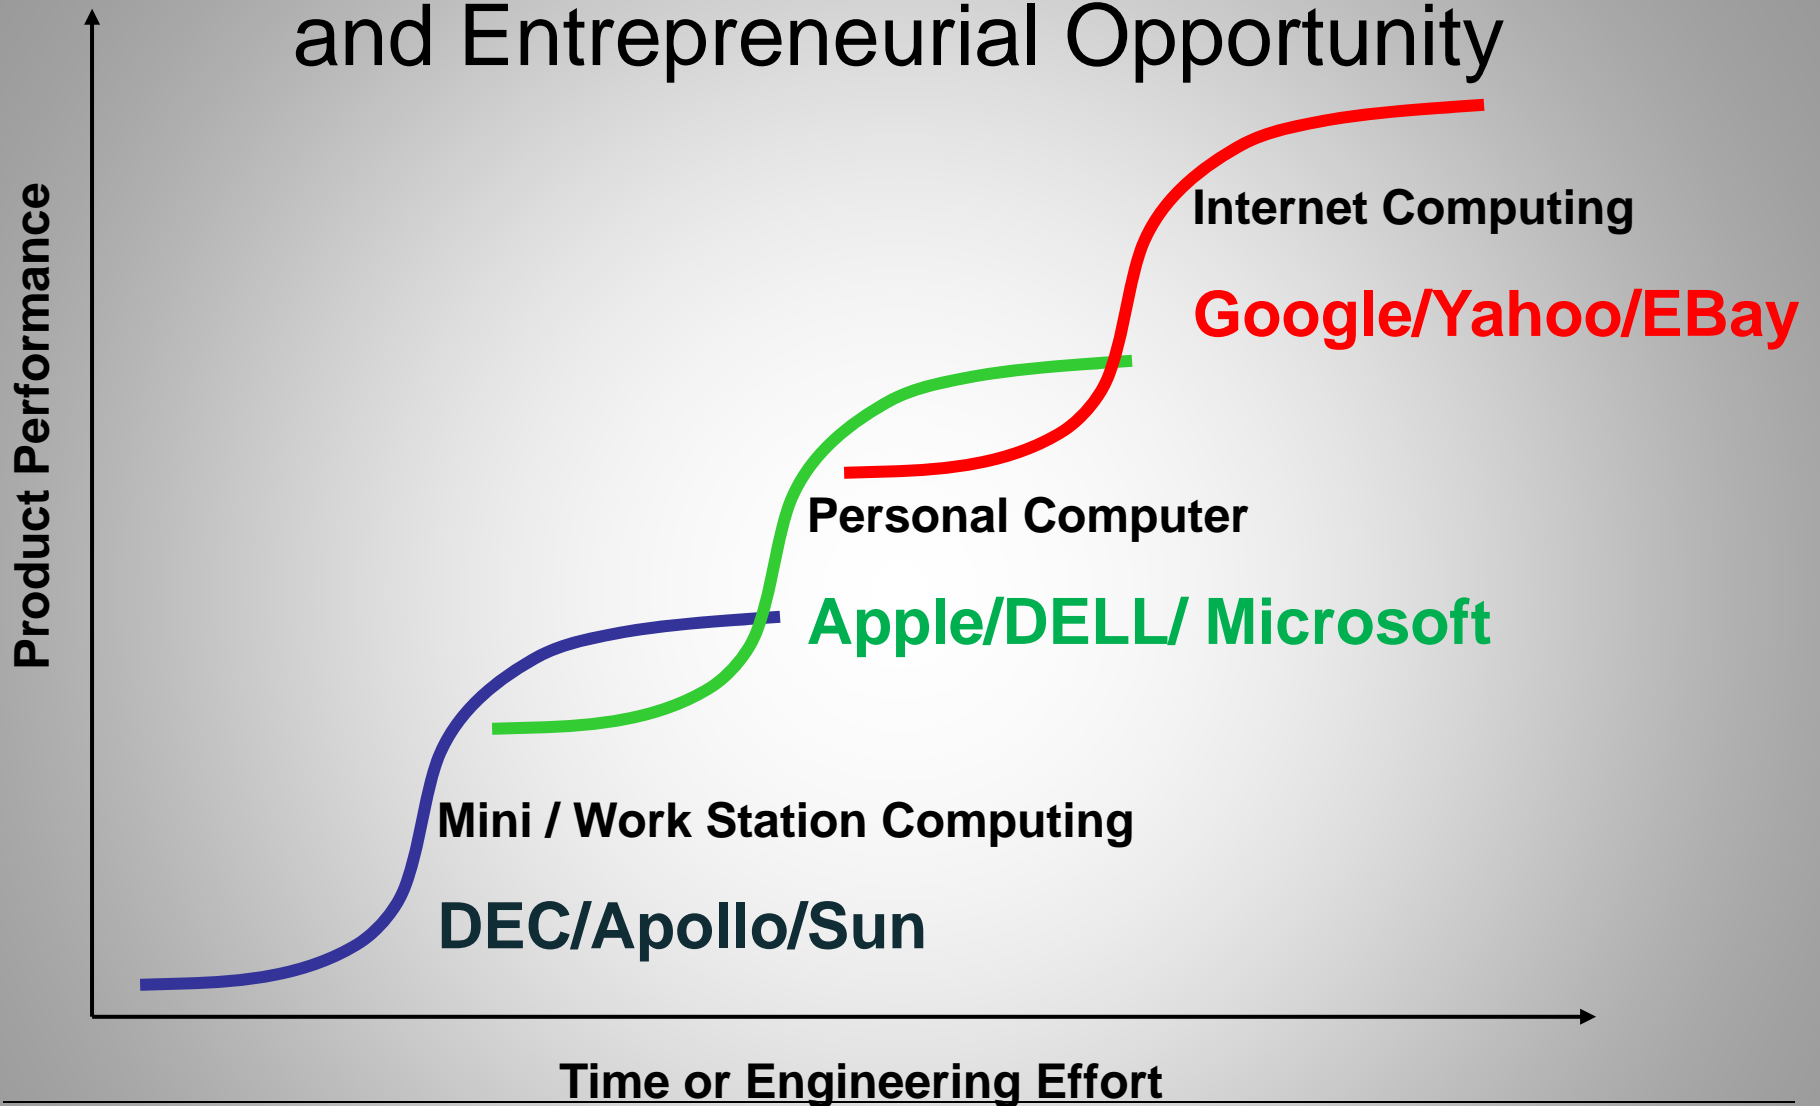 and Entrepreneurial Opportunity
Product Performance
Internet Computing
Google/Yahoo/EBay
Personal Computer
Apple/DELL/ Microsoft
Mini / Work Station Computing
DEC/Apollo/Sun
Time or Engineering Effort